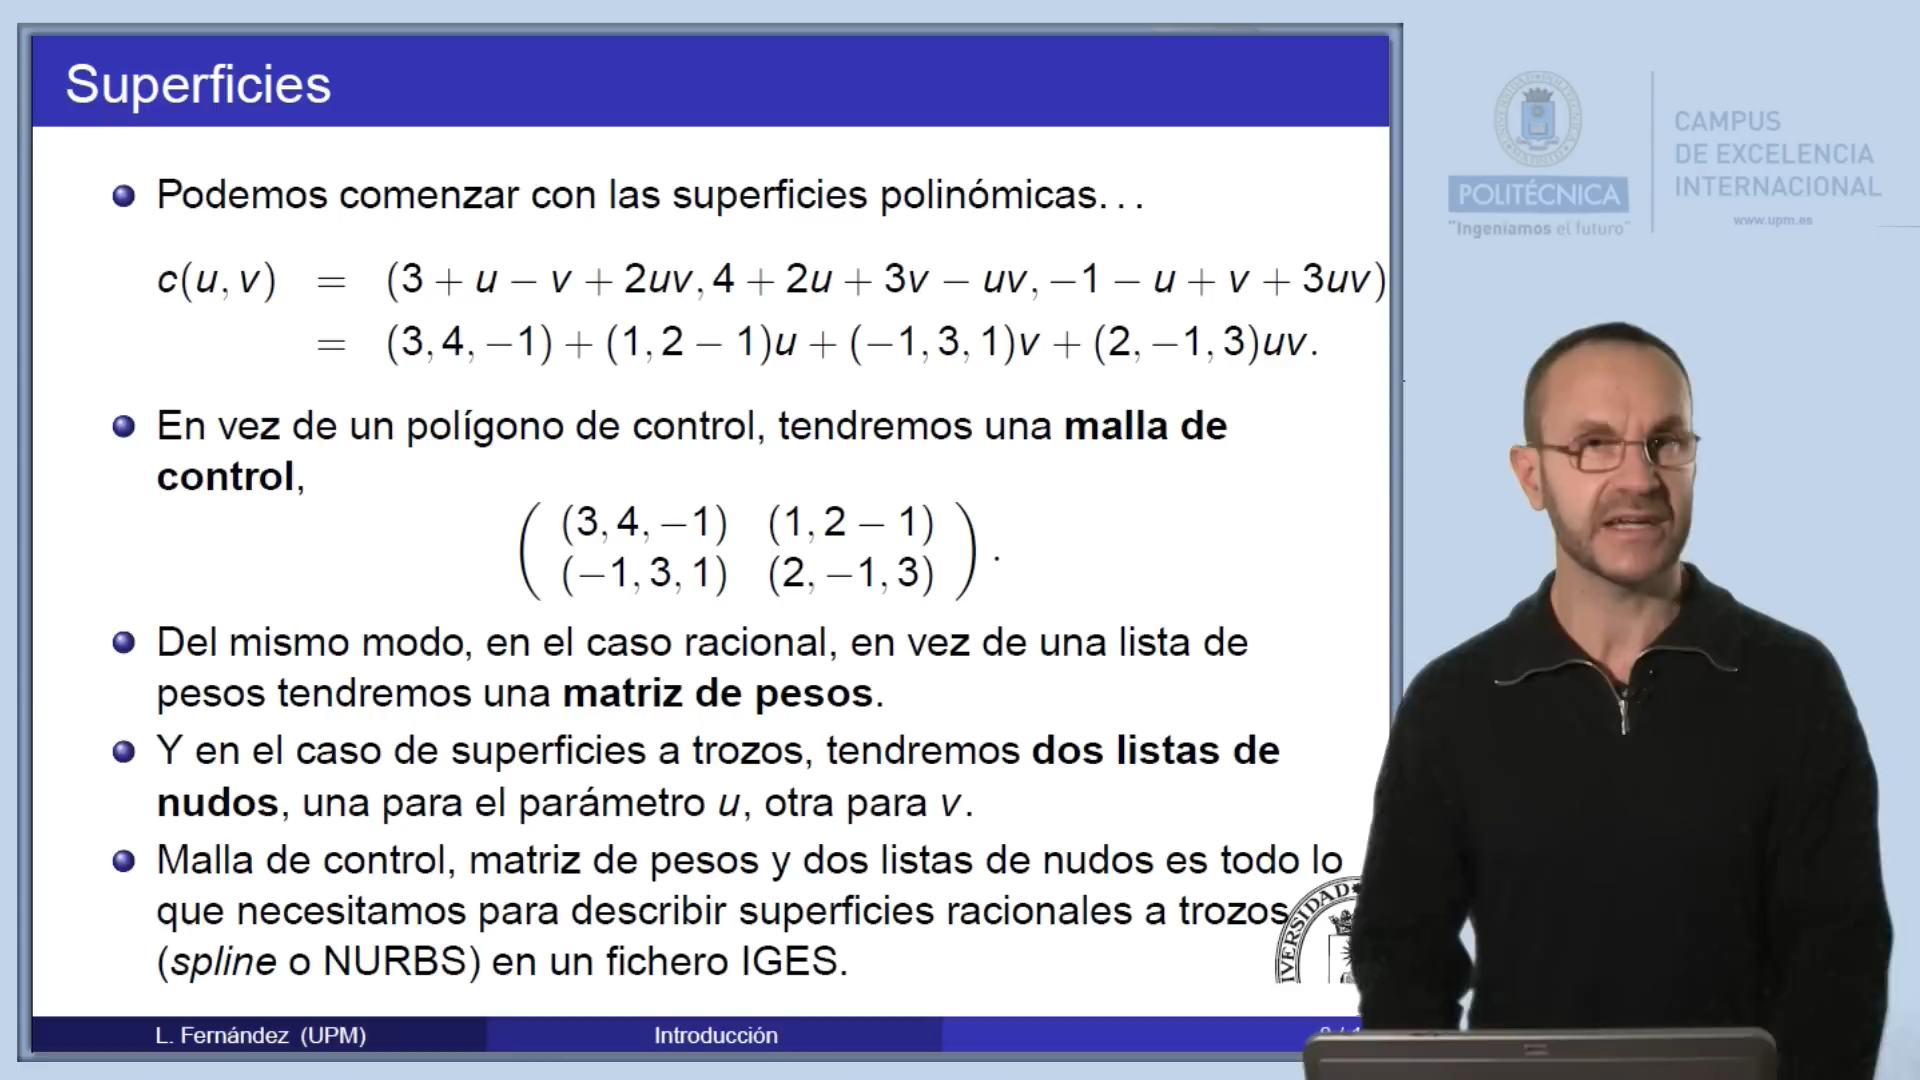 Superficies
Podemos comenzar con las superficies polinómicas...
c(u, v) = (3 + u − v + 2uv, 4 + 2u + 3v − uv, −1 − u + v + 3uv)
= (3, 4, −1) + (1, 2 − 1)u + (−1, 3, 1)v + (2, −1, 3)uv.
En vez de un polígono de control, tendremos una malla de
control,
( (3, 4, −1) (1, 2 − 1)
(−1, 3, 1) (2, −1, 3) ) .
Del mismo modo, en el caso racional, en vez de una lista de
pesos tendremos una matriz de pesos.
Y en el caso de superficies a trozos, tendremos dos listas de
nudos, una para el parámetro u, otra para v.
Malla de control, matriz de pesos y dos listas de nudos es todo lo
que necesitamos para describir superficies racionales a trozos
(spline o NURBS) en un fichero IGES.
L. Fernández (UPM)
Introducción
POLITÉCNICA
"Ingeniamos el futuro"
CAMPUS
DE EXCELENCIA
INTERNACIONAL
www.upm.es